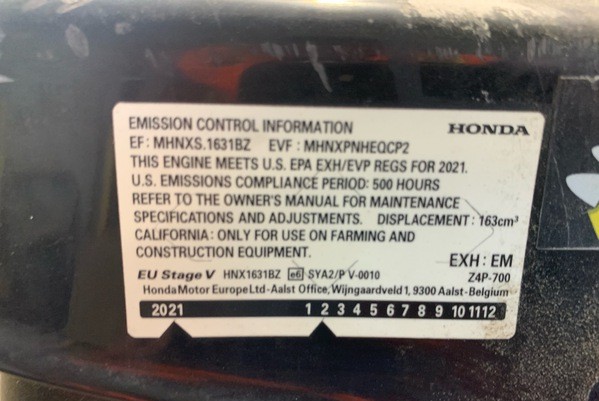 EMISSION CONTROL INFORMATION HONDA
EF: MHNXS.1631BZ EVF: MHNXPNHEQCP2
THIS ENGINE MEETS U.S. EPA EXH/EVP REGS FOR 2021.
U.S. EMISSIONS COMPLIANCE PERIOD: 500 HOURS
REFER TO THE OWNER'S MANUAL FOR MAINTENANCE
SPECIFICATIONS AND ADJUSTMENTS. DISPLACEMENT: 163cm³
CALIFORNIA: ONLY FOR USE ON FARMING AND
CONSTRUCTION EQUIPMENT. EXH: EM
EU Stage V HNX1631BZ e6 SYA2/P V-0010 Z4P-700
Honda Motor Europe Ltd - Aalst Office, Wijngaardveld 1, 9300 Aalst - Belgium
2021 1 2 3 4 5 6 7 8 9 10 11 12